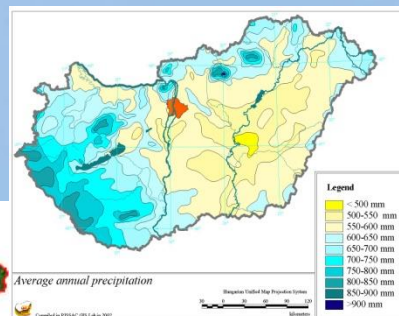 Legend
< 500 mm
500-550 mm
550-600 mm
600-650 mm
650-700 mm
700-750 mm
750-800 mm
800-850 mm
850-900 mm
>900 mm
Average annual precipitation
Hungarian Unified Map Projection System
kilometers